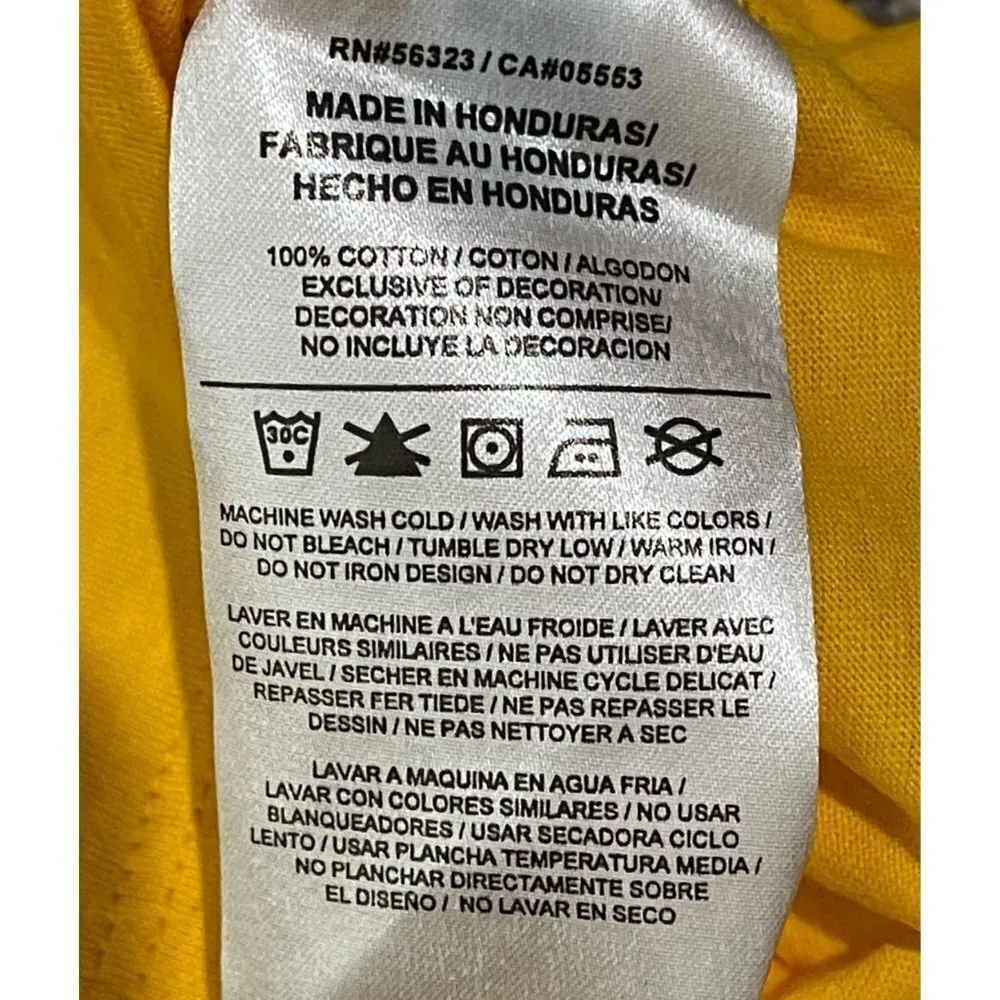 RN#56323 / CA#05553
MADE IN HONDURAS/
FABRIQUE AU HONDURAS/
HECHO EN HONDURAS
100% COTTON / COTON / ALGODON
EXCLUSIVE OF DECORATION/
DECORATION NON COMPRISE/
NO INCLUYE LA DECORACION
30C
MACHINE WASH COLD / WASH WITH LIKE COLORS /
DO NOT BLEACH / TUMBLE DRY LOW / WARM IRON /
DO NOT IRON DESIGN / DO NOT DRY CLEAN
LAVER EN MACHINE A L'EAU FROIDE / LAVER AVEC
COULEURS SIMILAIRES / NE PAS UTILISER D'EAU
DE JAVEL / SECHER EN MACHINE CYCLE DELICAT /
REPASSER FER TIEDE / NE PAS REPASSER LE
DESSIN / NE PAS NETTOYER A SEC
LAVAR A MAQUINA EN AGUA FRIA /
LAVAR CON COLORES SIMILARES / NO USAR
BLANQUEADORES / USAR SECADORA CICLO
LENTO / USAR PLANCHA TEMPERATURA MEDIA /
NO PLANCHAR DIRECTAMENTE SOBRE
EL DISEÑO / NO LAVAR EN SECO